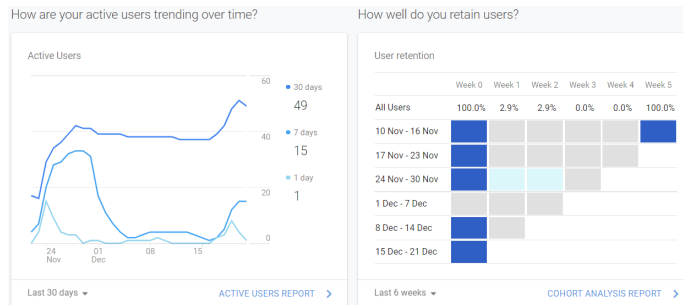 How are your active users trending over time?
Active Users
60
40
20
0
24
Nov
01
Dec
08
15
30 days
49
7 days
15
1 day
1
Last 30 days
ACTIVE USERS REPORT
How well do you retain users?
User retention
Week 0 Week 1 Week 2 Week 3 Week 4 Week 5
All Users 100.0% 2.9% 2.9% 0.0% 0.0% 100.0%
10 Nov - 16 Nov
17 Nov - 23 Nov
24 Nov - 30 Nov
1 Dec - 7 Dec
8 Dec - 14 Dec
15 Dec - 21 Dec
Last 6 weeks
COHORT ANALYSIS REPORT